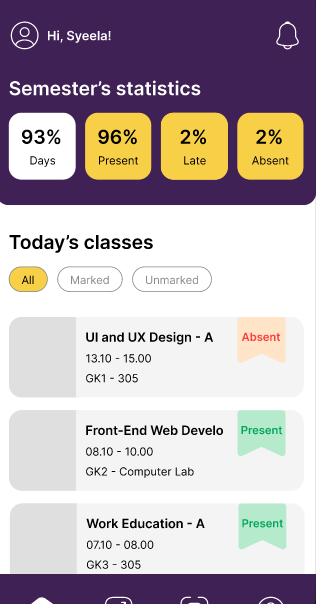 Hi, Syeela!
Semester's statistics
93% 96% 2% 2%
Days Present Late Absent
Today's classes
All Marked Unmarked
UI and UX Design - A Absent
13.10 - 15.00
GK1 - 305
Front-End Web Develo Present
08.10 - 10.00
GK2 - Computer Lab
Work Education - A Present
07.10 - 08.00
GK3 - 305